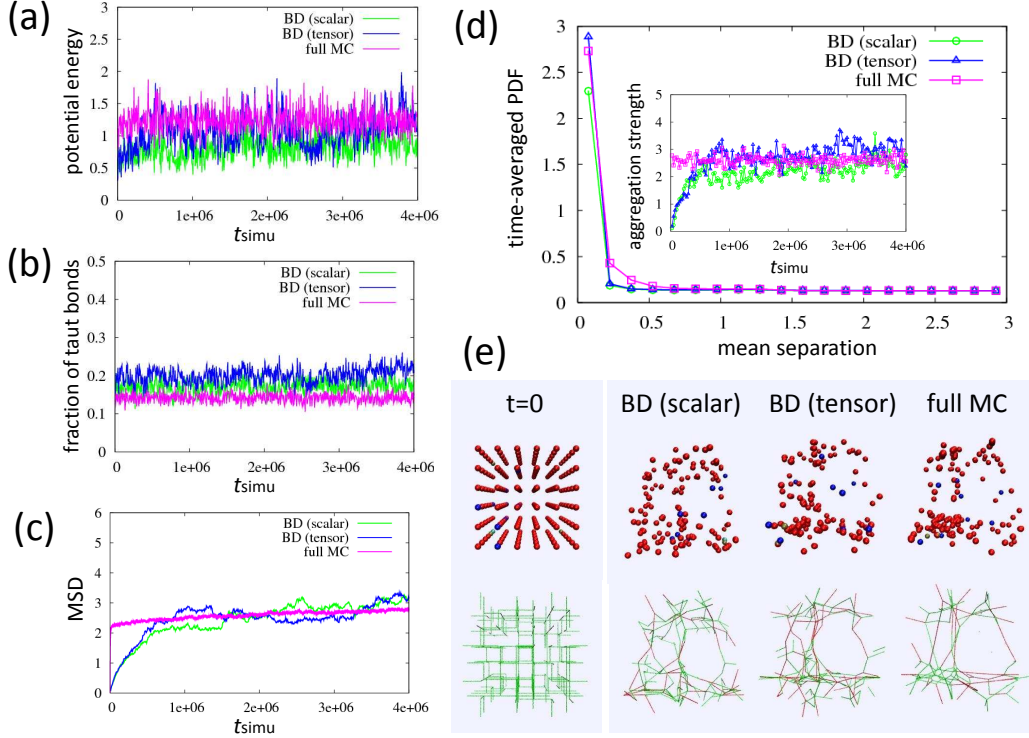 (a)
BD (scalar)
BD (tensor)
full MC
potential energy
3
2.5
2
1.5
1
0.5
0
0 1e+06 2e+06 3e+06 4e+06
tsimu
(b)
BD (scalar)
BD (tensor)
full MC
fraction of taut bonds
0.5
0.4
0.3
0.2
0.1
0
0 1e+06 2e+06 3e+06 4e+06
tsimu
(c)
BD (scalar)
BD (tensor)
full MC
MSD
6
5
4
3
2
1
0
0 1e+06 2e+06 3e+06 4e+06
tsimu
(d)
BD (scalar)
BD (tensor)
full MC
time-averaged PDF
3
2.5
2
1.5
1
0.5
0
0 0.5 1 1.5 2 2.5 3
mean separation
aggregation strength
5
4
3
2
1
0
0 1e+06 2e+06 3e+06 4e+06
tsimu
(e)
t=0 BD (scalar) BD (tensor) full MC